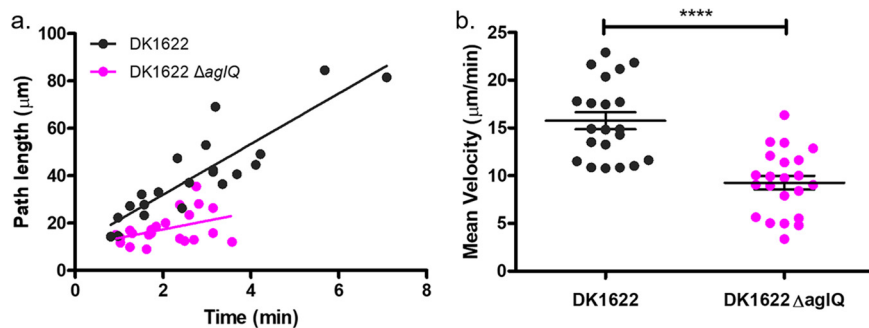 a.
DK1622
DK1622 ΔaglQ
Path length (μm)
100
80
60
40
20
0
0 2 4 6 8
Time (min)
b.
****
Mean Velocity (μm/min)
25
20
15
10
5
0
DK1622 DK1622 ΔaglQ